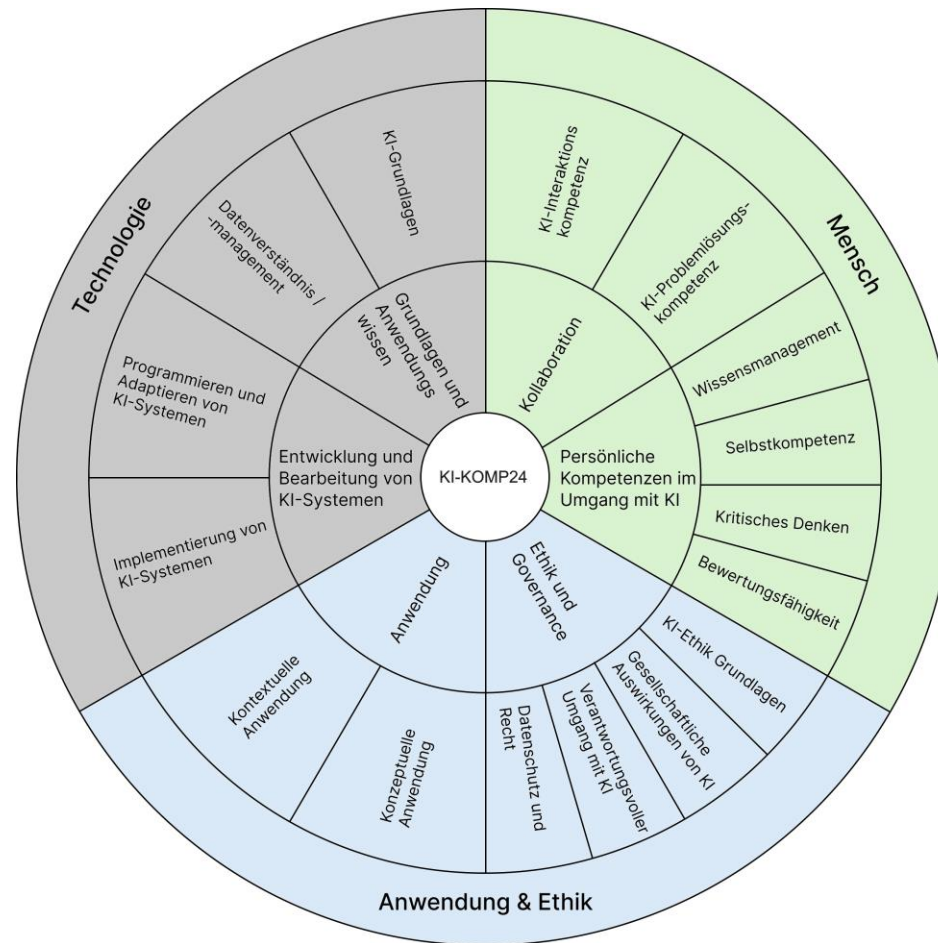 Technologie
KI-Grundlagen
Datenverständnis /
-management
Programmieren und
Adaptieren von
KI-Systemen
Implementierung von
KI-Systemen
Grundlagen und
Anwendungs
wissen
Entwicklung und
Bearbeitung von
KI-Systemen
KI-KOMP24
Mensch
KI-Interaktions
kompetenz
KI-Problemlösungs-
kompetenz
Wissensmanagement
Selbstkompetenz
Kritisches Denken
Bewertungsfähigkeit
Kollaboration
Persönliche
Kompetenzen im
Umgang mit KI
Anwendung
Ethik und
Governance
Kontextuelle
Anwendung
Konzeptuelle
Anwendung
Datenschutz und
Recht
Verantwortungsvoller
Umgang mit KI
Gesellschaftliche
Auswirkungen von KI
KI-Ethik Grundlagen
Anwendung & Ethik